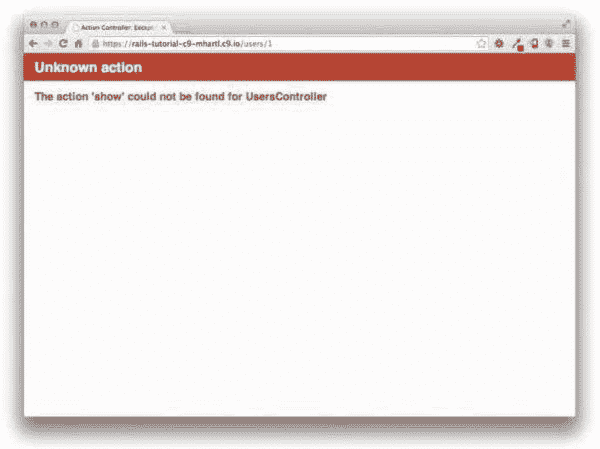 Action Controller: Excep
https://rails-tutorial-c9-mhartl.c9.io/users/1
Unknown action
The action 'show' could not be found for UsersController